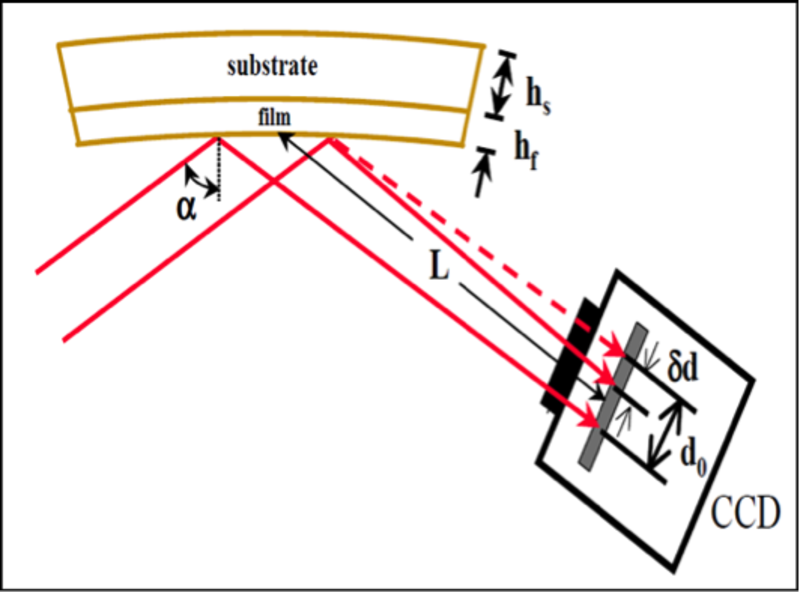 substrate
film
hs
hf
α
L
δd
d0
CCD